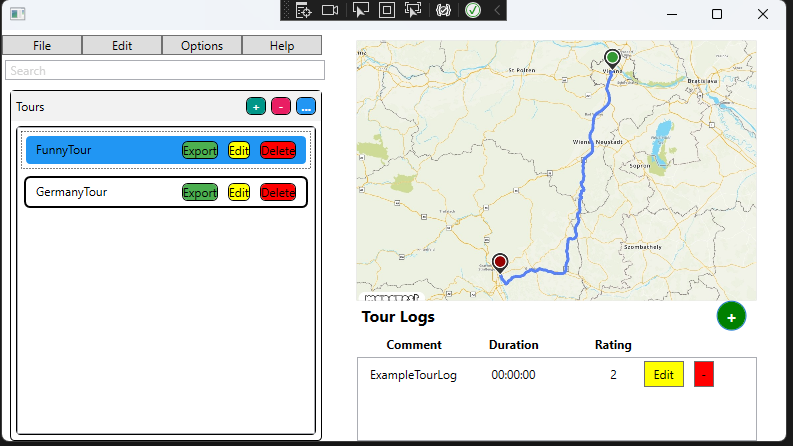 File Edit Options Help
Search
Tours + - ...
FunnyTour Export Edit Delete
GermanyTour Export Edit Delete
St Pölten
Vienna
Bratislava
Wiener Neustadt
Sopron
Szombathely
Tour Logs +
Comment Duration Rating
ExampleTourLog 00:00:00 2 Edit -